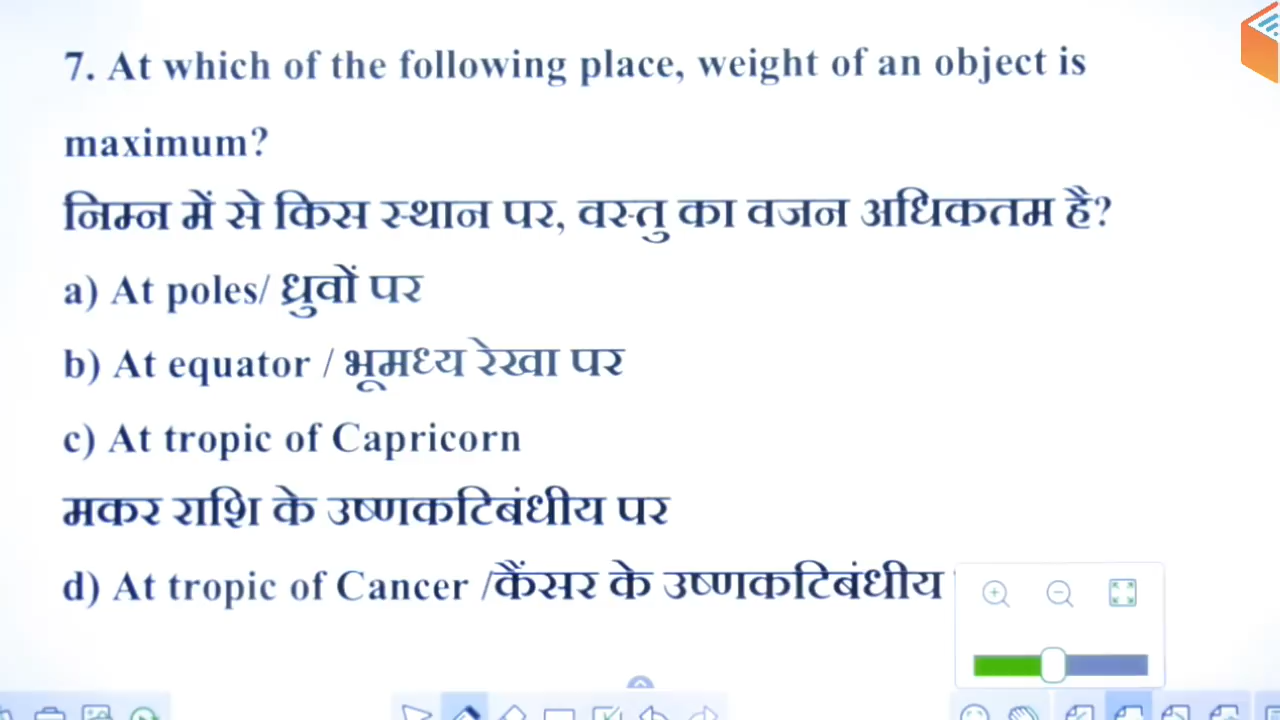 7. At which of the following place, weight of an object is
maximum?
निम्न में से किस स्थान पर, वस्तु का वजन अधिकतम है?
a) At poles/ ध्रुवों पर
b) At equator / भूमध्य रेखा पर
c) At tropic of Capricorn
मकर राशि के उष्णकटिबंधीय पर
d) At tropic of Cancer /कैंसर के उष्णकटिबंधीय